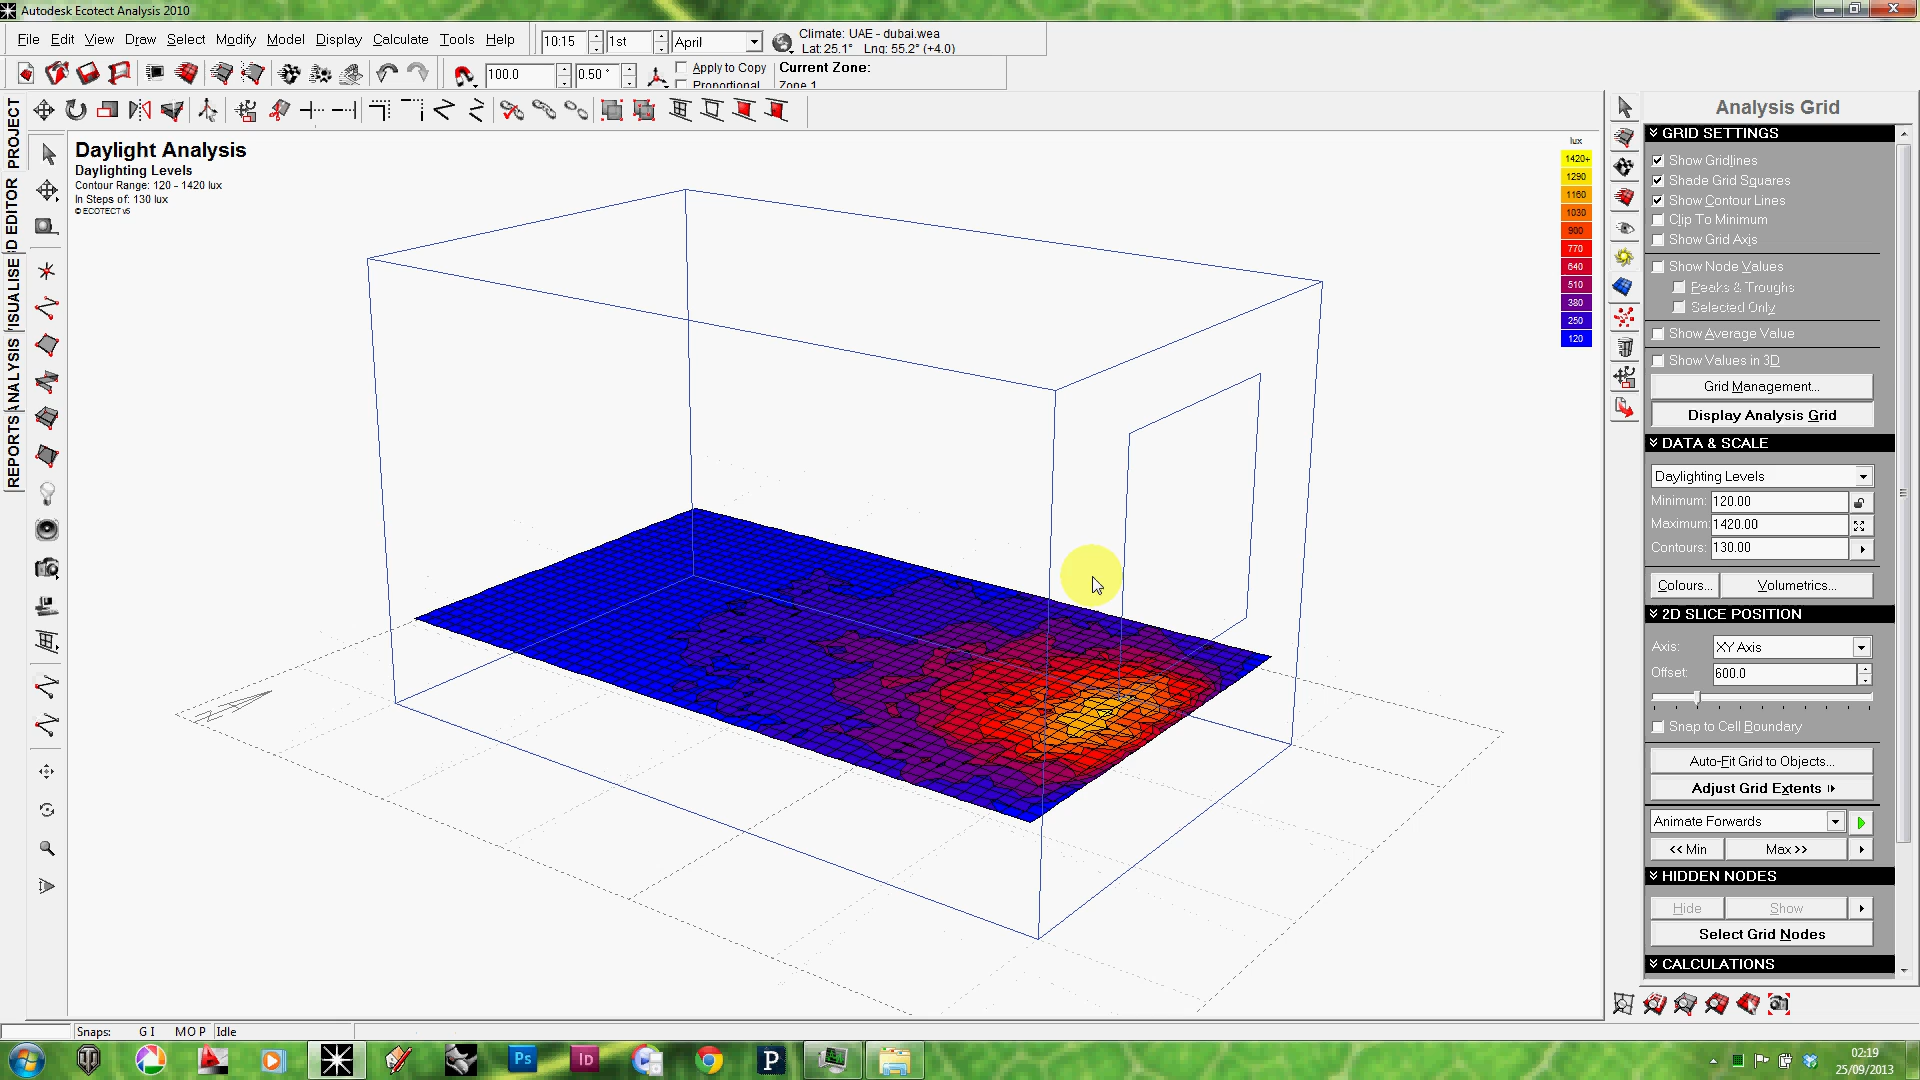 Autodesk Ecotect Analysis 2010
File Edit View Draw Select Modify Model Display Calculate Tools Help
10:15 1st April
Climate: UAE - dubai.wea
Lat: 25.1° Lng: 55.2° (+4.0)
100.0 0.50 °
Apply to Copy
Proportional
Current Zone:
Zone 1
PROJECT
3D EDITOR
VISUALISE
ANALYSIS
REPORTS
Daylight Analysis
Daylighting Levels
Contour Range: 120 - 1420 lux
In Steps of: 130 lux
© ECOTECT v5
lux
1420+
1290
1160
1030
900
770
640
510
380
250
120
Analysis Grid
GRID SETTINGS
Show Gridlines
Shade Grid Squares
Show Contour Lines
Clip To Minimum
Show Grid Axis
Show Node Values
Peaks & Troughs
Selected Only
Show Average Value
Show Values in 3D
Grid Management...
Display Analysis Grid
DATA & SCALE
Daylighting Levels
Minimum: 120.00
Maximum: 1420.00
Contours: 130.00
Colours... Volumetrics...
2D SLICE POSITION
Axis: XY Axis
Offset: 600.0
Snap to Cell Boundary
Auto-Fit Grid to Objects...
Adjust Grid Extents
Animate Forwards
<< Min Max >>
HIDDEN NODES
Hide Show
Select Grid Nodes
CALCULATIONS
Snaps: G I M O P Idle
Ps Id P
02:19
25/09/2013